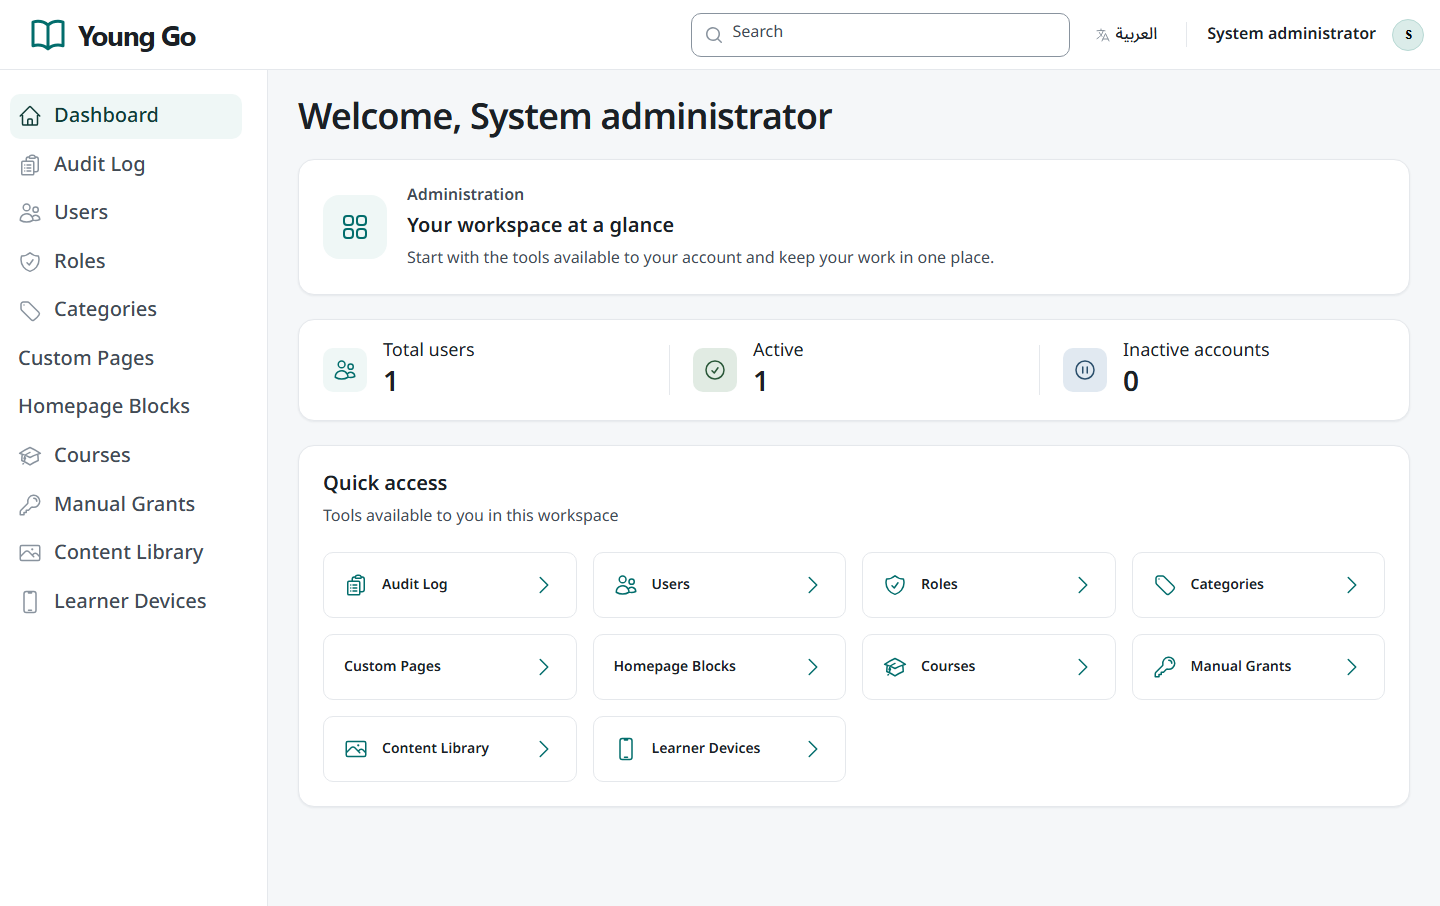 Young Go
Search
العربية
System administrator
S
Dashboard
Audit Log
Users
Roles
Categories
Custom Pages
Homepage Blocks
Courses
Manual Grants
Content Library
Learner Devices
Welcome, System administrator
Administration
Your workspace at a glance
Start with the tools available to your account and keep your work in one place.
Total users
1
Active
1
Inactive accounts
0
Quick access
Tools available to you in this workspace
Audit Log
Users
Roles
Categories
Custom Pages
Homepage Blocks
Courses
Manual Grants
Content Library
Learner Devices